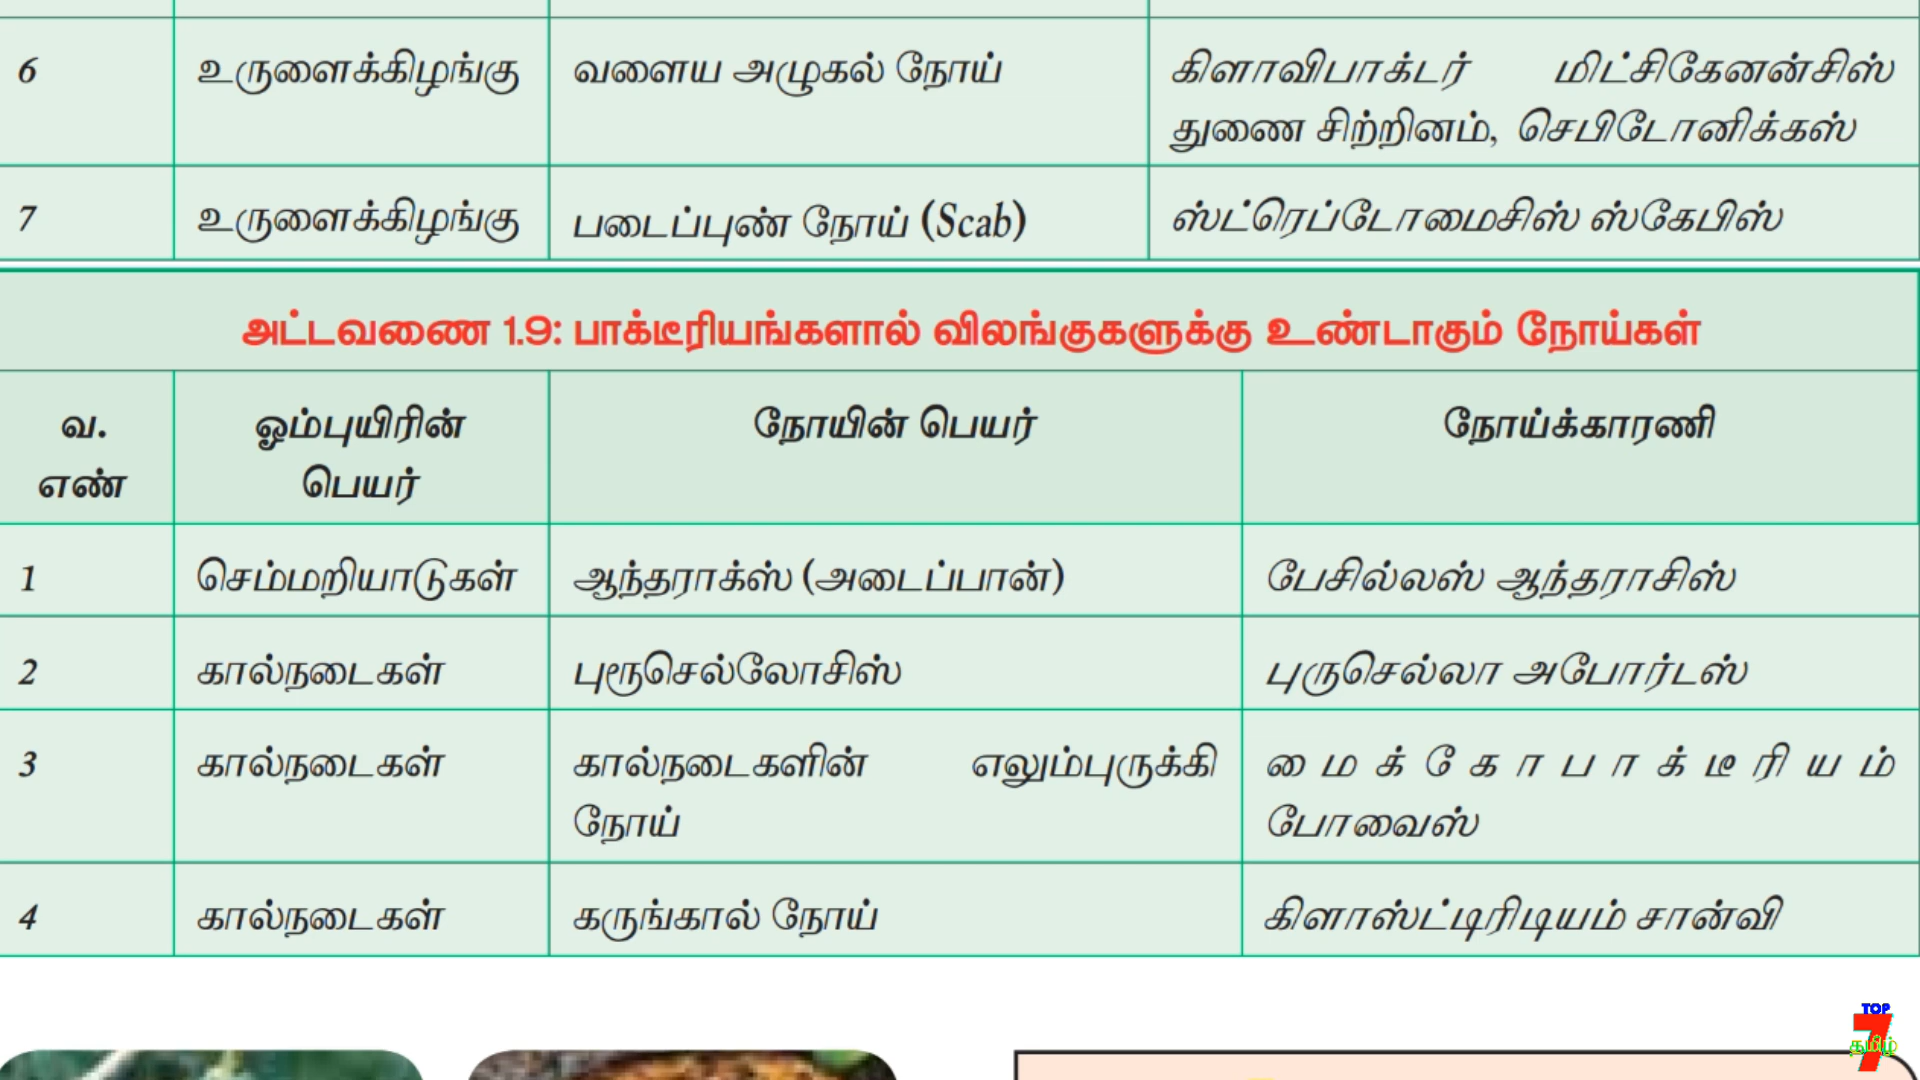 6 உருளைக்கிழங்கு வளைய அழுகல் நோய் கிளாவிபாக்டர் மிட்சிகேனன்சிஸ்
துணை சிற்றினம், செபிடோனிக்கஸ்
7 உருளைக்கிழங்கு படைப்புண் நோய் (Scab) ஸ்ட்ரெப்டோமைசிஸ் ஸ்கேபிஸ்
அட்டவணை 1.9: பாக்டீரியங்களால் விலங்குகளுக்கு உண்டாகும் நோய்கள்
வ. ஓம்புயிரின் நோயின் பெயர் நோய்க்காரணி
எண் பெயர்
1 செம்மறியாடுகள் ஆந்தராக்ஸ் (அடைப்பான்) பேசில்லஸ் ஆந்தராசிஸ்
2 கால்நடைகள் புரூசெல்லோசிஸ் புருசெல்லா அபோர்டஸ்
3 கால்நடைகள் கால்நடைகளின் எலும்புருக்கி மைக்கோபாக்டீரியம்
நோய் போவைஸ்
4 கால்நடைகள் கருங்கால் நோய் கிளாஸ்ட்டிரிடியம் சான்வி
TOP
7
தமிழ்